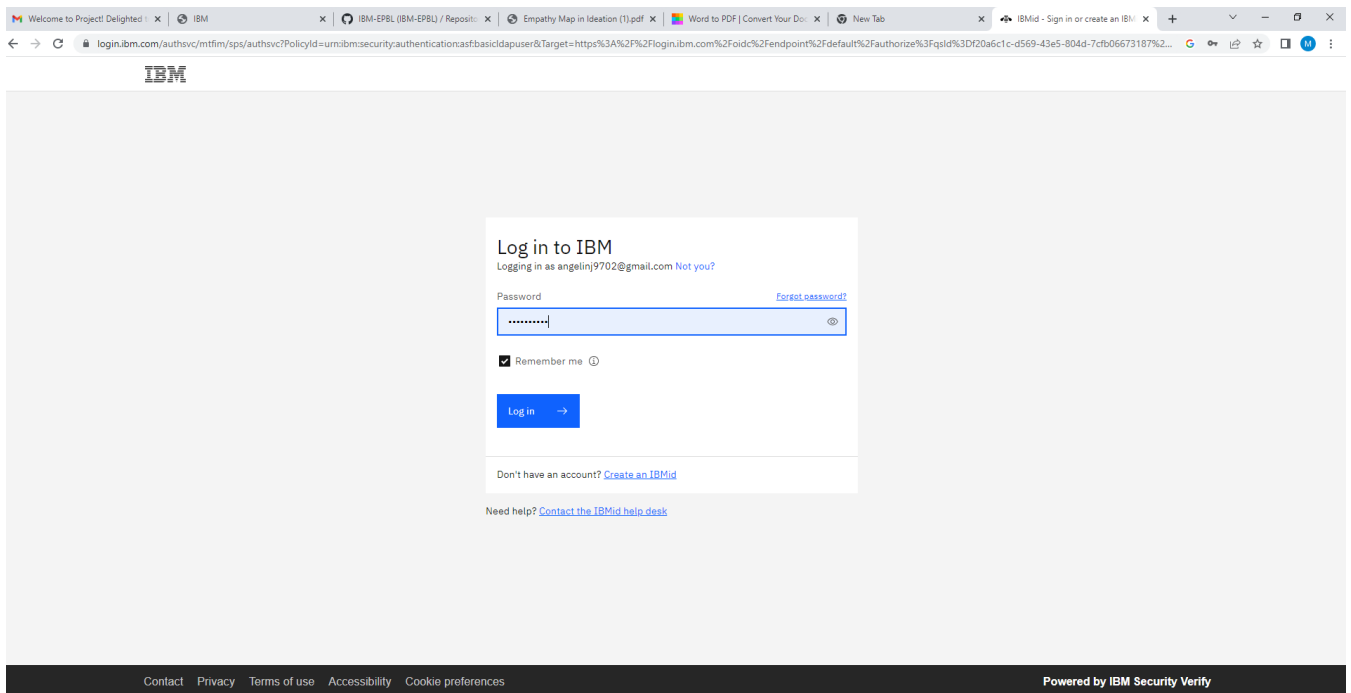 Welcome to Project! Delighted t
IBM
IBM-EPBL (IBM-EPBL) / Reposito
Empathy Map in Ideation (1).pdf
Word to PDF | Convert Your Doc
New Tab
IBMid - Sign in or create an IBM
login.ibm.com/authsvc/mtfim/sps/authsvc?PolicyId=urn:ibm:security:authentication:asf:basicldapuser&Target=https%3A%2F%2Flogin.ibm.com%2Foidc%2Fendpoint%2Fdefault%2Fauthorize%3FqsId%3Df20a6c1c-d569-43e5-804d-7cfb06673187%2...
M
IBM
Log in to IBM
Logging in as angelinj9702@gmail.com Not you?
Password Forgot password?
Remember me
Log in
Don't have an account? Create an IBMid
Need help? Contact the IBMid help desk
Contact Privacy Terms of use Accessibility Cookie preferences Powered by IBM Security Verify